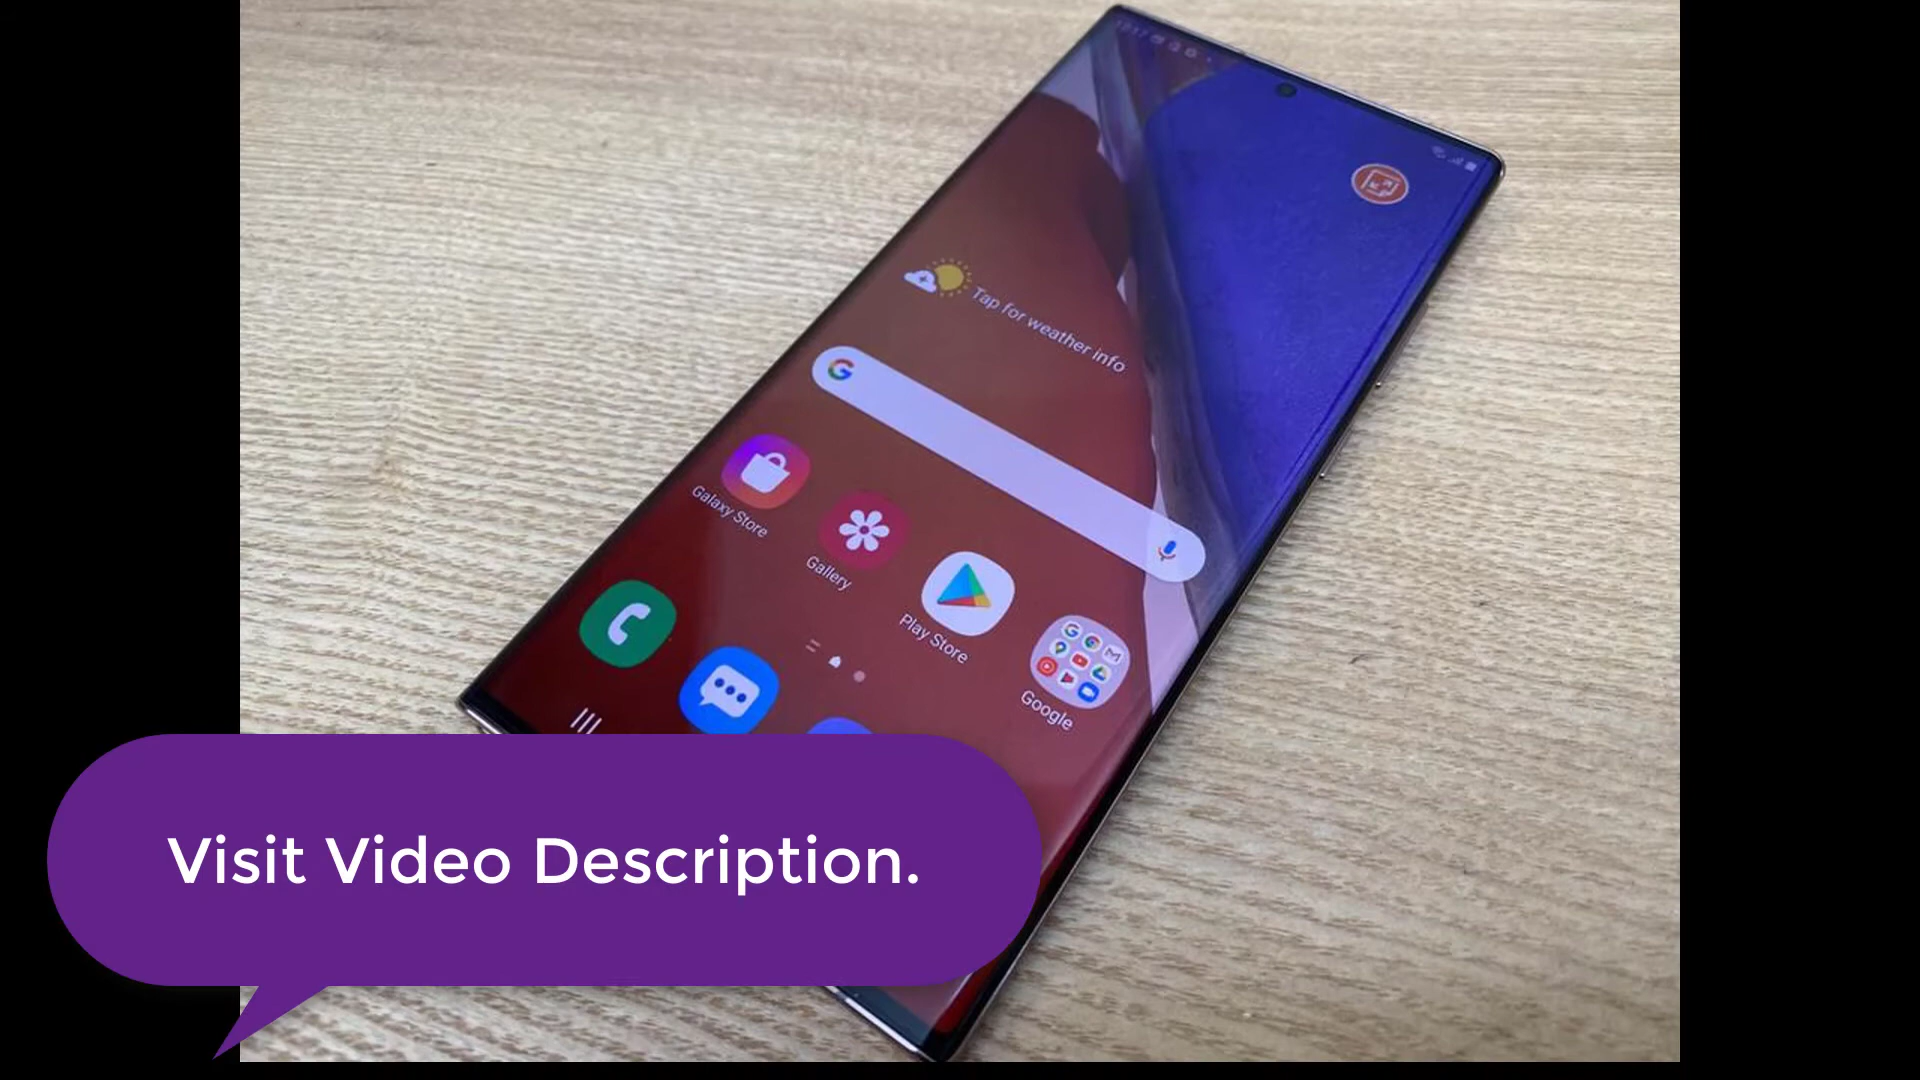 Tap for weather info
Galaxy Store
Gallery
Play Store
Google
Visit Video Description.